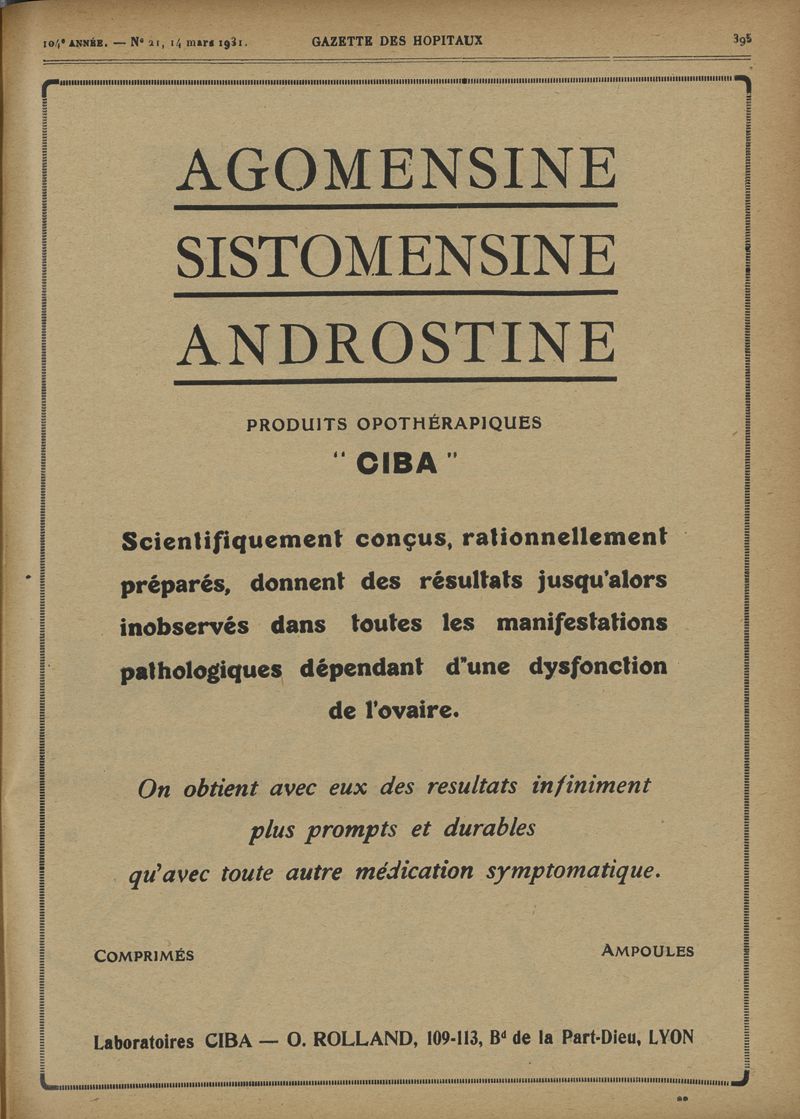 104e ANNÉE. — No 21, 14 mars 1931. GAZETTE DES HOPITAUX 395
AGOMENSINE
SISTOMENSINE
ANDROSTINE
PRODUITS OPOTHÉRAPIQUES
"CIBA"
Scientifiquement conçus, rationnellement
préparés, donnent des résultats jusqu'alors
inobservés dans toutes les manifestations
pathologiques dépendant d'une dysfonction
de l'ovaire.
On obtient avec eux des resultats infiniment
plus prompts et durables
qu'avec toute autre médication symptomatique.
COMPRIMÉS AMPOULES
Laboratoires CIBA — O. ROLLAND, 109-113, Bd de la Part-Dieu, LYON